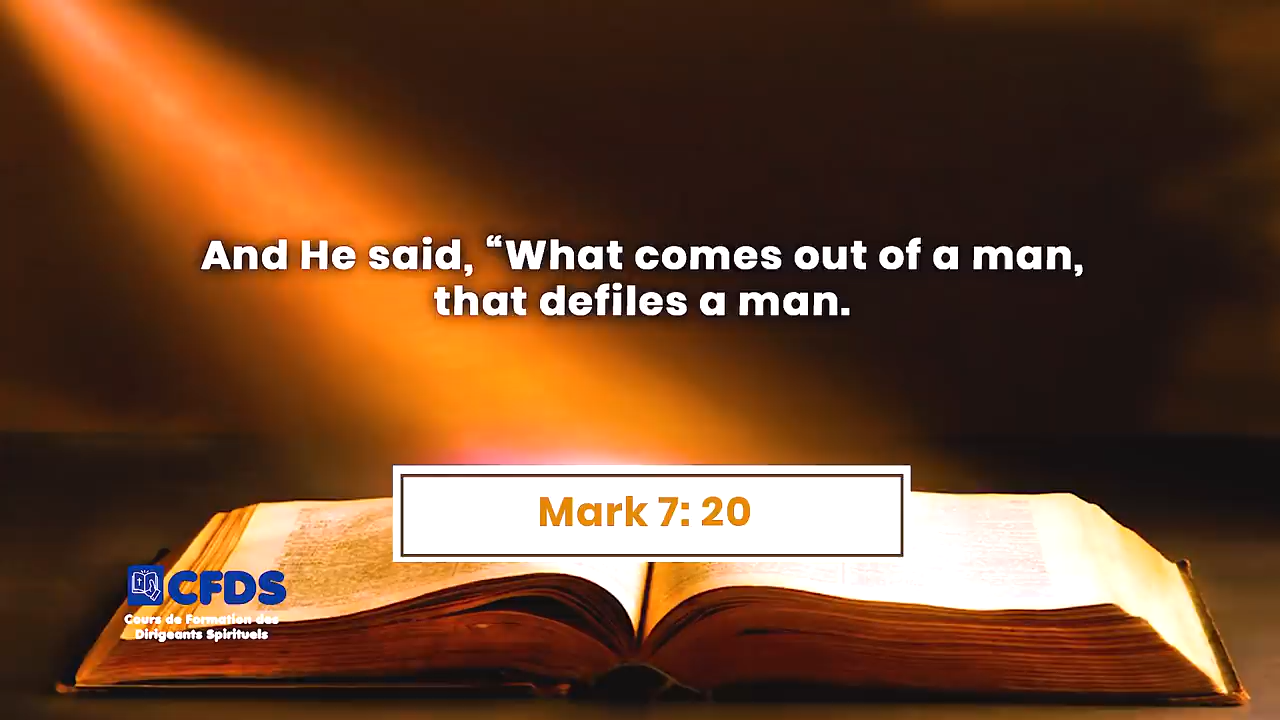 And He said, “What comes out of a man,
that defiles a man.
Mark 7: 20
CFDS
Cours de Formation des
Dirigeants Spirituels